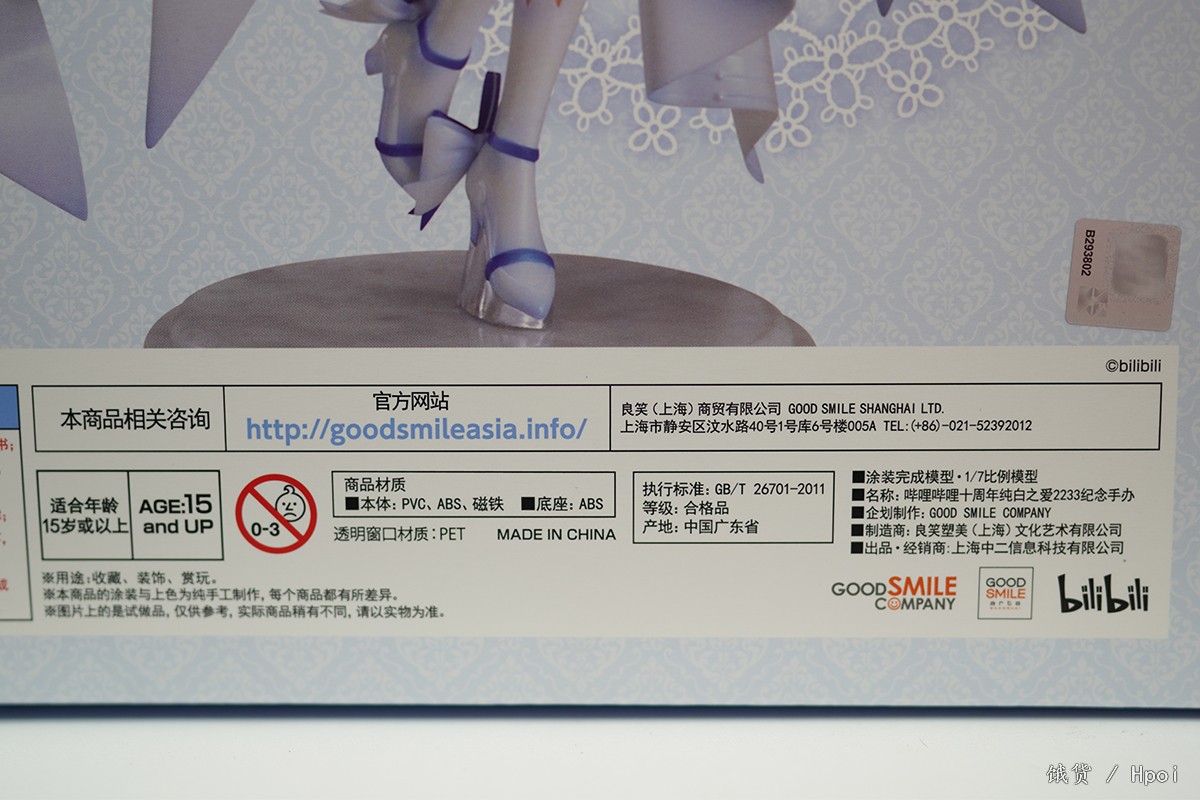 B293802
©bilibili
本商品相关咨询
官方网站
http://goodsmileasia.info/
良笑（上海）商贸有限公司 GOOD SMILE SHANGHAI LTD.
上海市静安区汶水路40号1号库6号楼005A TEL:(+86)-021-52392012
书;
适合年龄
15岁或以上
AGE:15
and UP
0-3
商品材质
■本体: PVC、ABS、磁铁 ■底座: ABS
透明窗口材质: PET MADE IN CHINA
执行标准: GB/T 26701-2011
等级: 合格品
产地: 中国广东省
■涂装完成模型・1/7比例模型
■名称: 哔哩哔哩十周年纯白之爱2233纪念手办
■企划制作: GOOD SMILE COMPANY
■制造商: 良笑塑美（上海）文化艺术有限公司
■出品・经销商:上海中二信息科技有限公司
※用途:收藏、装饰、赏玩。
※本商品的涂装与上色为纯手工制作, 每个商品都有所差异。
※图片上的是试做品, 仅供参考, 实际商品稍有不同, 请以实物为准。
GOOD SMILE
COMPANY
GOOD
SMILE
bilibili
饿货 / Hpoi